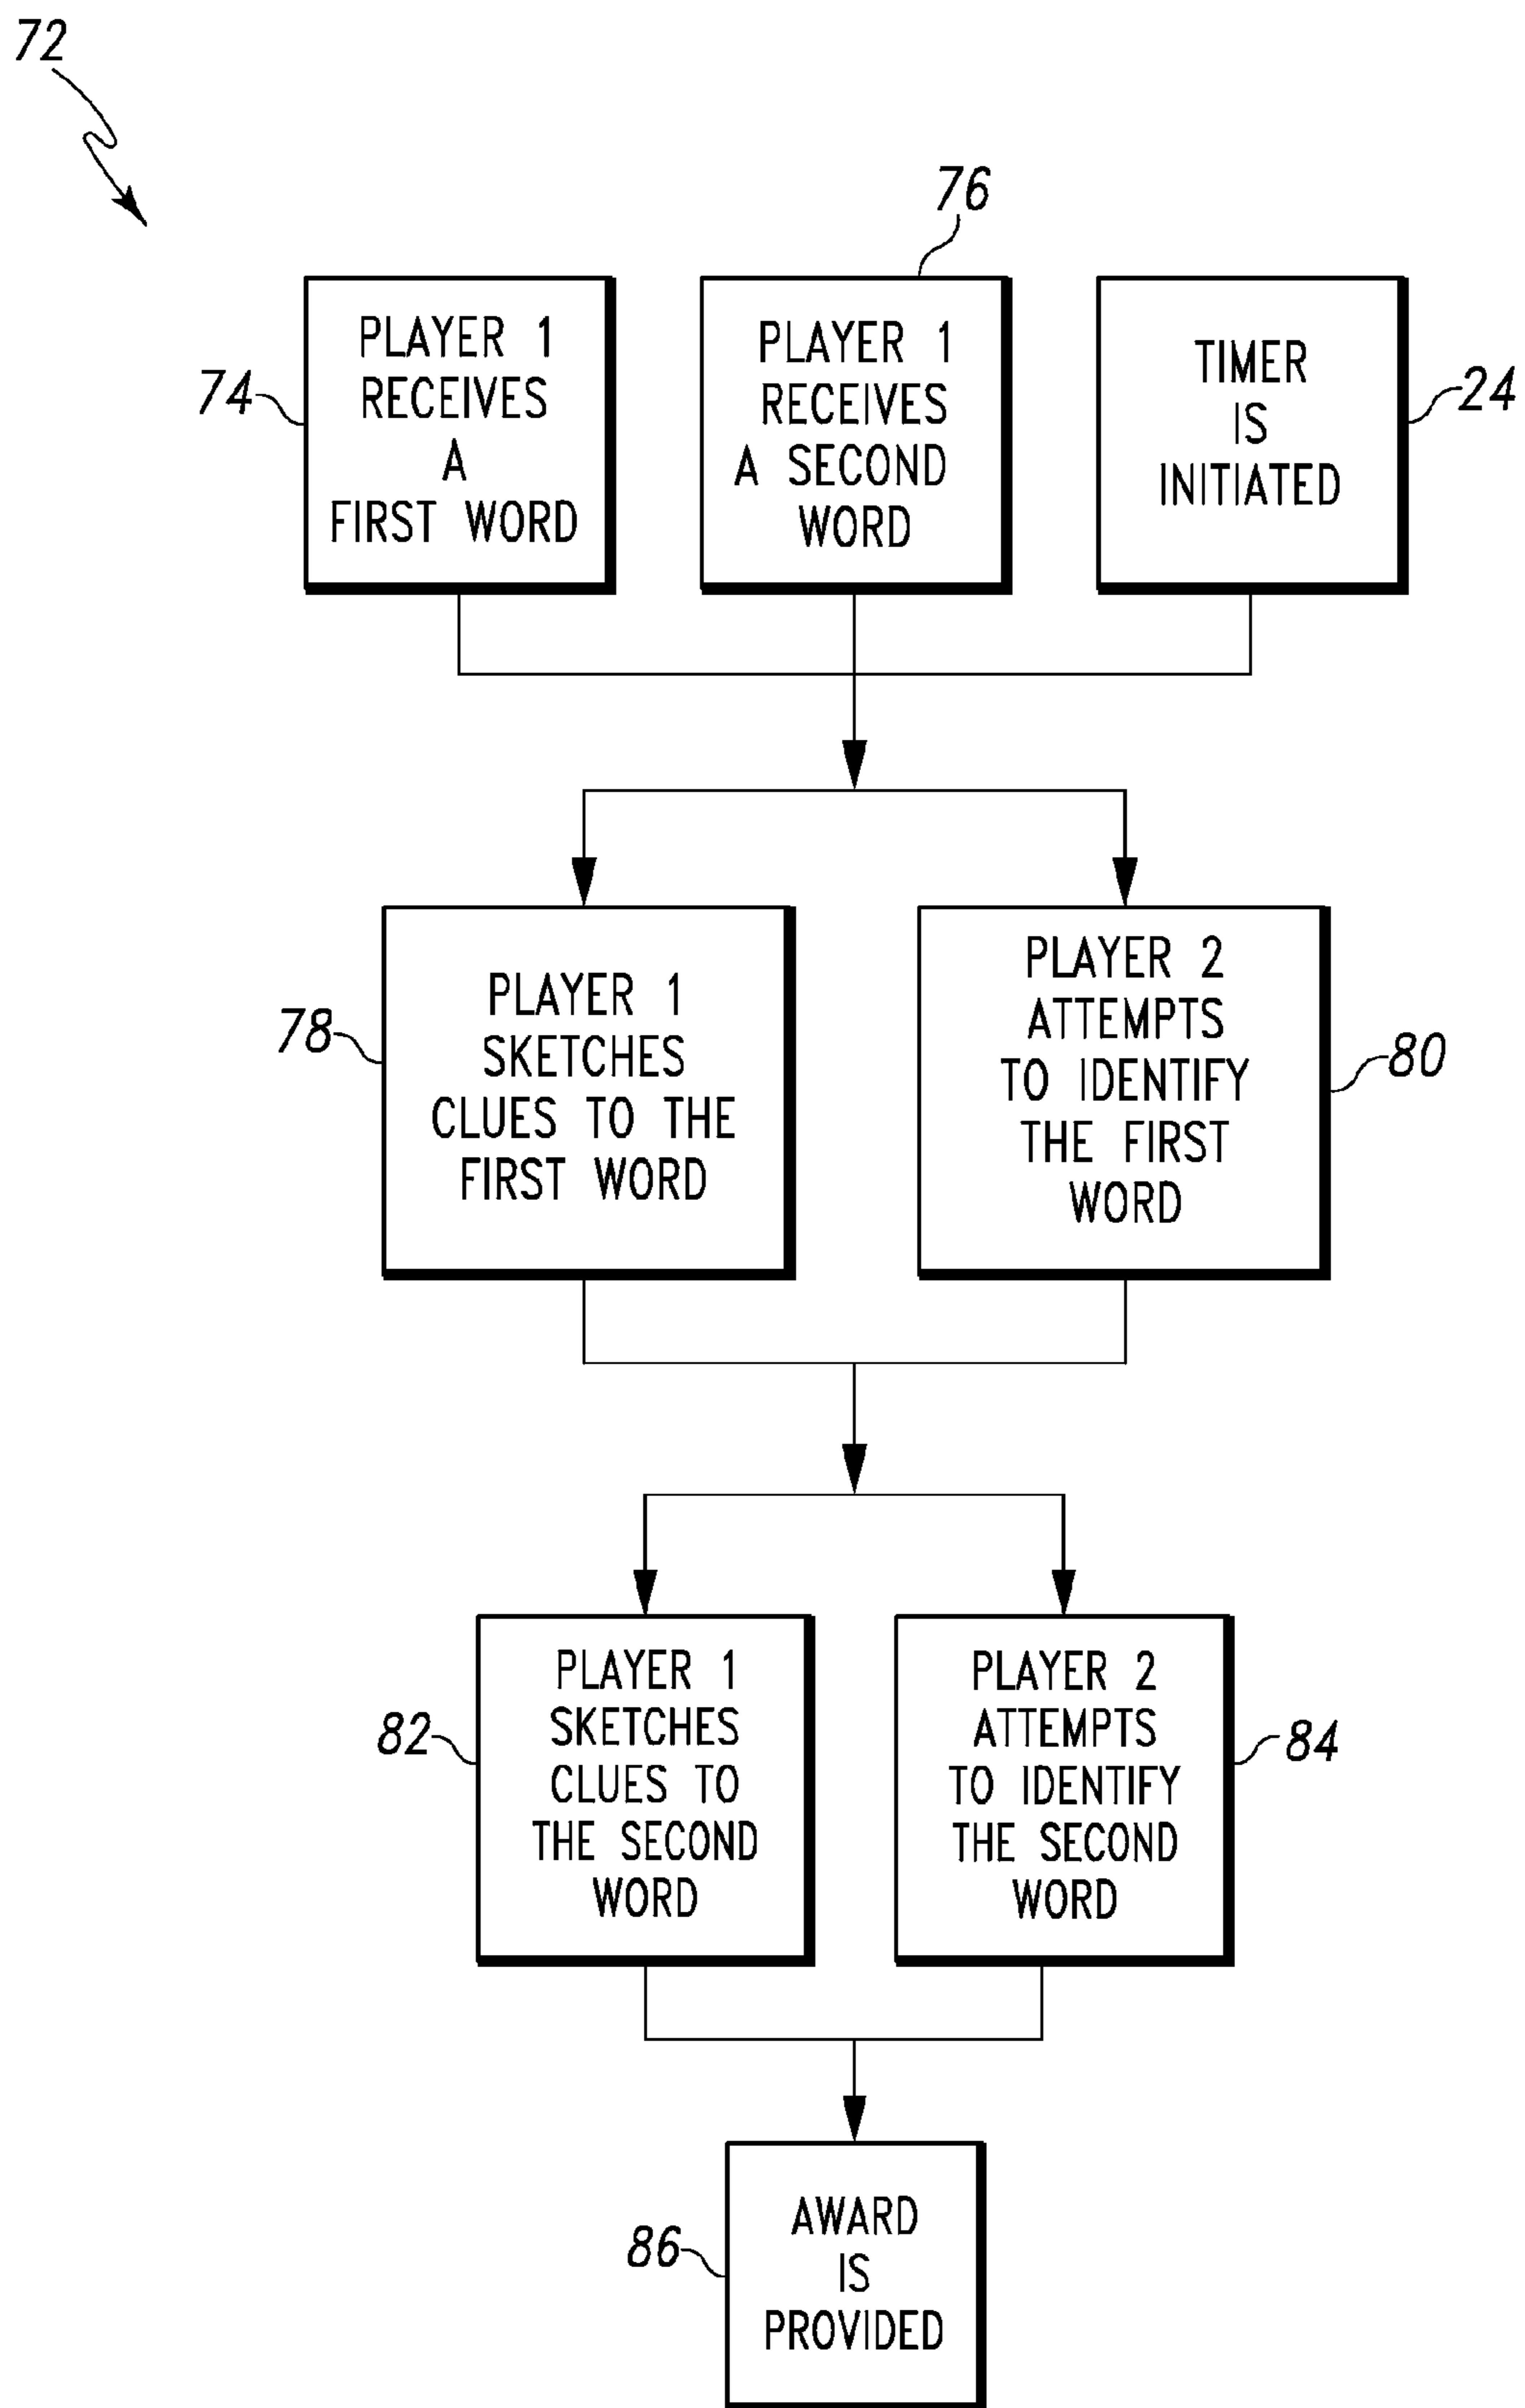 72
76
74
PLAYER 1
RECEIVES
A
FIRST WORD
PLAYER 1
RECEIVES
A SECOND
WORD
TIMER
IS
INITIATED
24
78
PLAYER 1
SKETCHES
CLUES TO THE
FIRST WORD
PLAYER 2
ATTEMPTS
TO IDENTIFY
THE FIRST
WORD
80
82
PLAYER 1
SKETCHES
CLUES TO
THE SECOND
WORD
PLAYER 2
ATTEMPTS
TO IDENTIFY
THE SECOND
WORD
84
86
AWARD
IS
PROVIDED